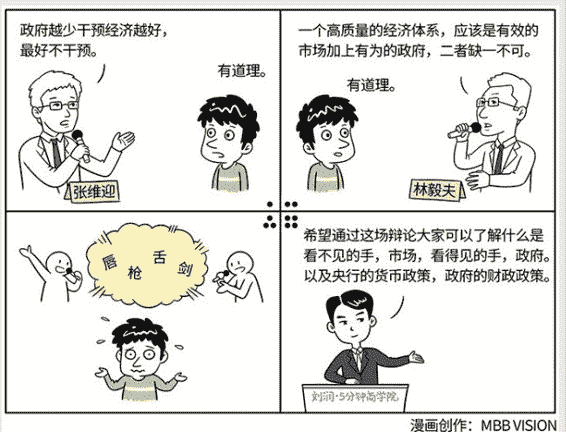 政府越少干预经济越好，
最好不干预。
有道理。
张维迎
一个高质量的经济体系，应该是有效的
市场加上有为的政府，二者缺一不可。
有道理。
林毅夫
唇枪舌剑
希望通过这场辩论大家可以了解什么是
看不见的手，市场，看得见的手，政府。
以及央行的货币政策，政府的财政政策。
刘润·5分钟商学院
漫画创作：MBB VISION